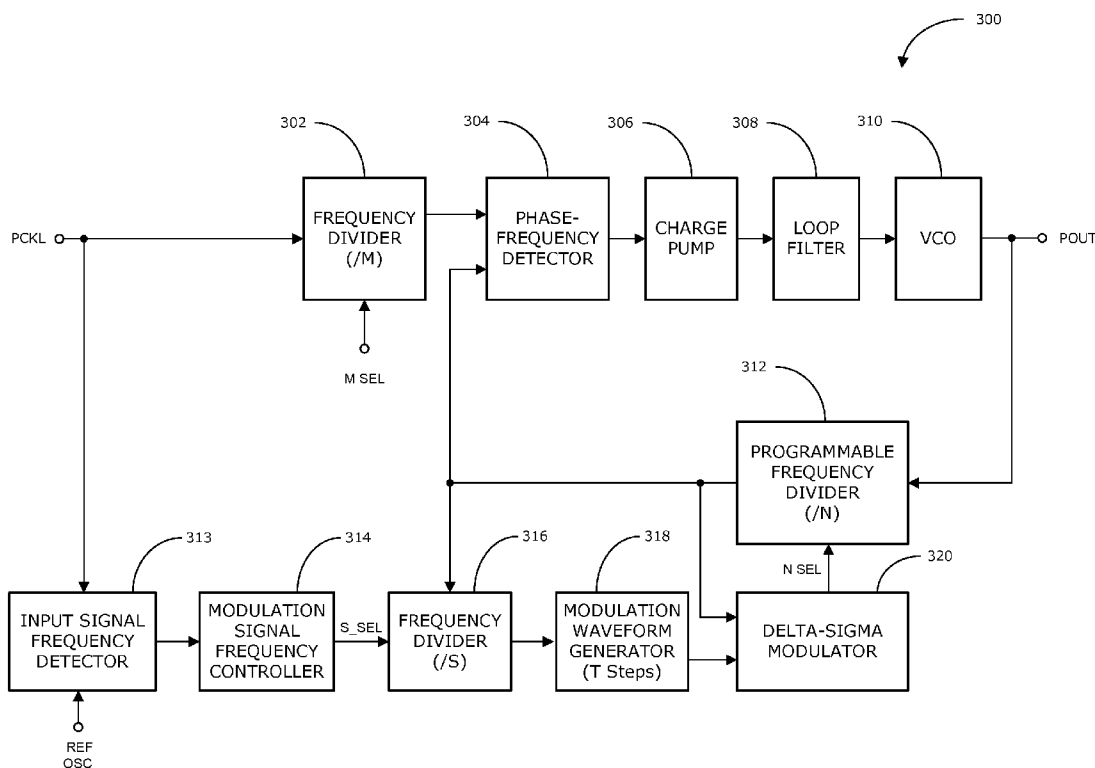 300
302
304
306
308
310
PCKL
FREQUENCY
DIVIDER
(/M)
PHASE-
FREQUENCY
DETECTOR
CHARGE
PUMP
LOOP
FILTER
VCO
POUT
M SEL
312
PROGRAMMABLE
FREQUENCY
DIVIDER
(/N)
313
314
316
318
320
N SEL
INPUT SIGNAL
FREQUENCY
DETECTOR
MODULATION
SIGNAL
FREQUENCY
CONTROLLER
S_SEL
FREQUENCY
DIVIDER
(/S)
MODULATION
WAVEFORM
GENERATOR
(T Steps)
DELTA-SIGMA
MODULATOR
REF
OSC